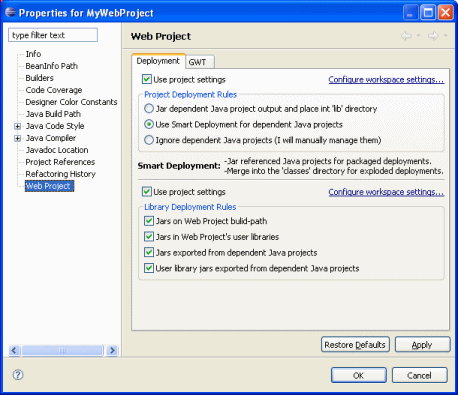 Properties for MyWebProject
type filter text
Info
BeanInfo Path
Builders
Code Coverage
Designer Color Constants
Java Build Path
Java Code Style
Java Compiler
Javadoc Location
Project References
Refactoring History
Web Project
Web Project
Deployment GWT
Use project settings Configure workspace settings...
Project Deployment Rules
Jar dependent Java project output and place int 'lib' directory
Use Smart Deployment for dependent Java projects
Ignore dependent Java projects (I will manually manage them)
Smart Deployment: -Jar referenced Java projects for packaged deployments.
-Merge into the 'classes' directory for exploded deployments.
Use project settings Configure workspace settings...
Library Deployment Rules
Jars on Web Project build-path
Jars in Web Project's user libraries
Jars exported from dependent Java projects
User library jars exported from dependent Java projects
Restore Defaults Apply
OK Cancel